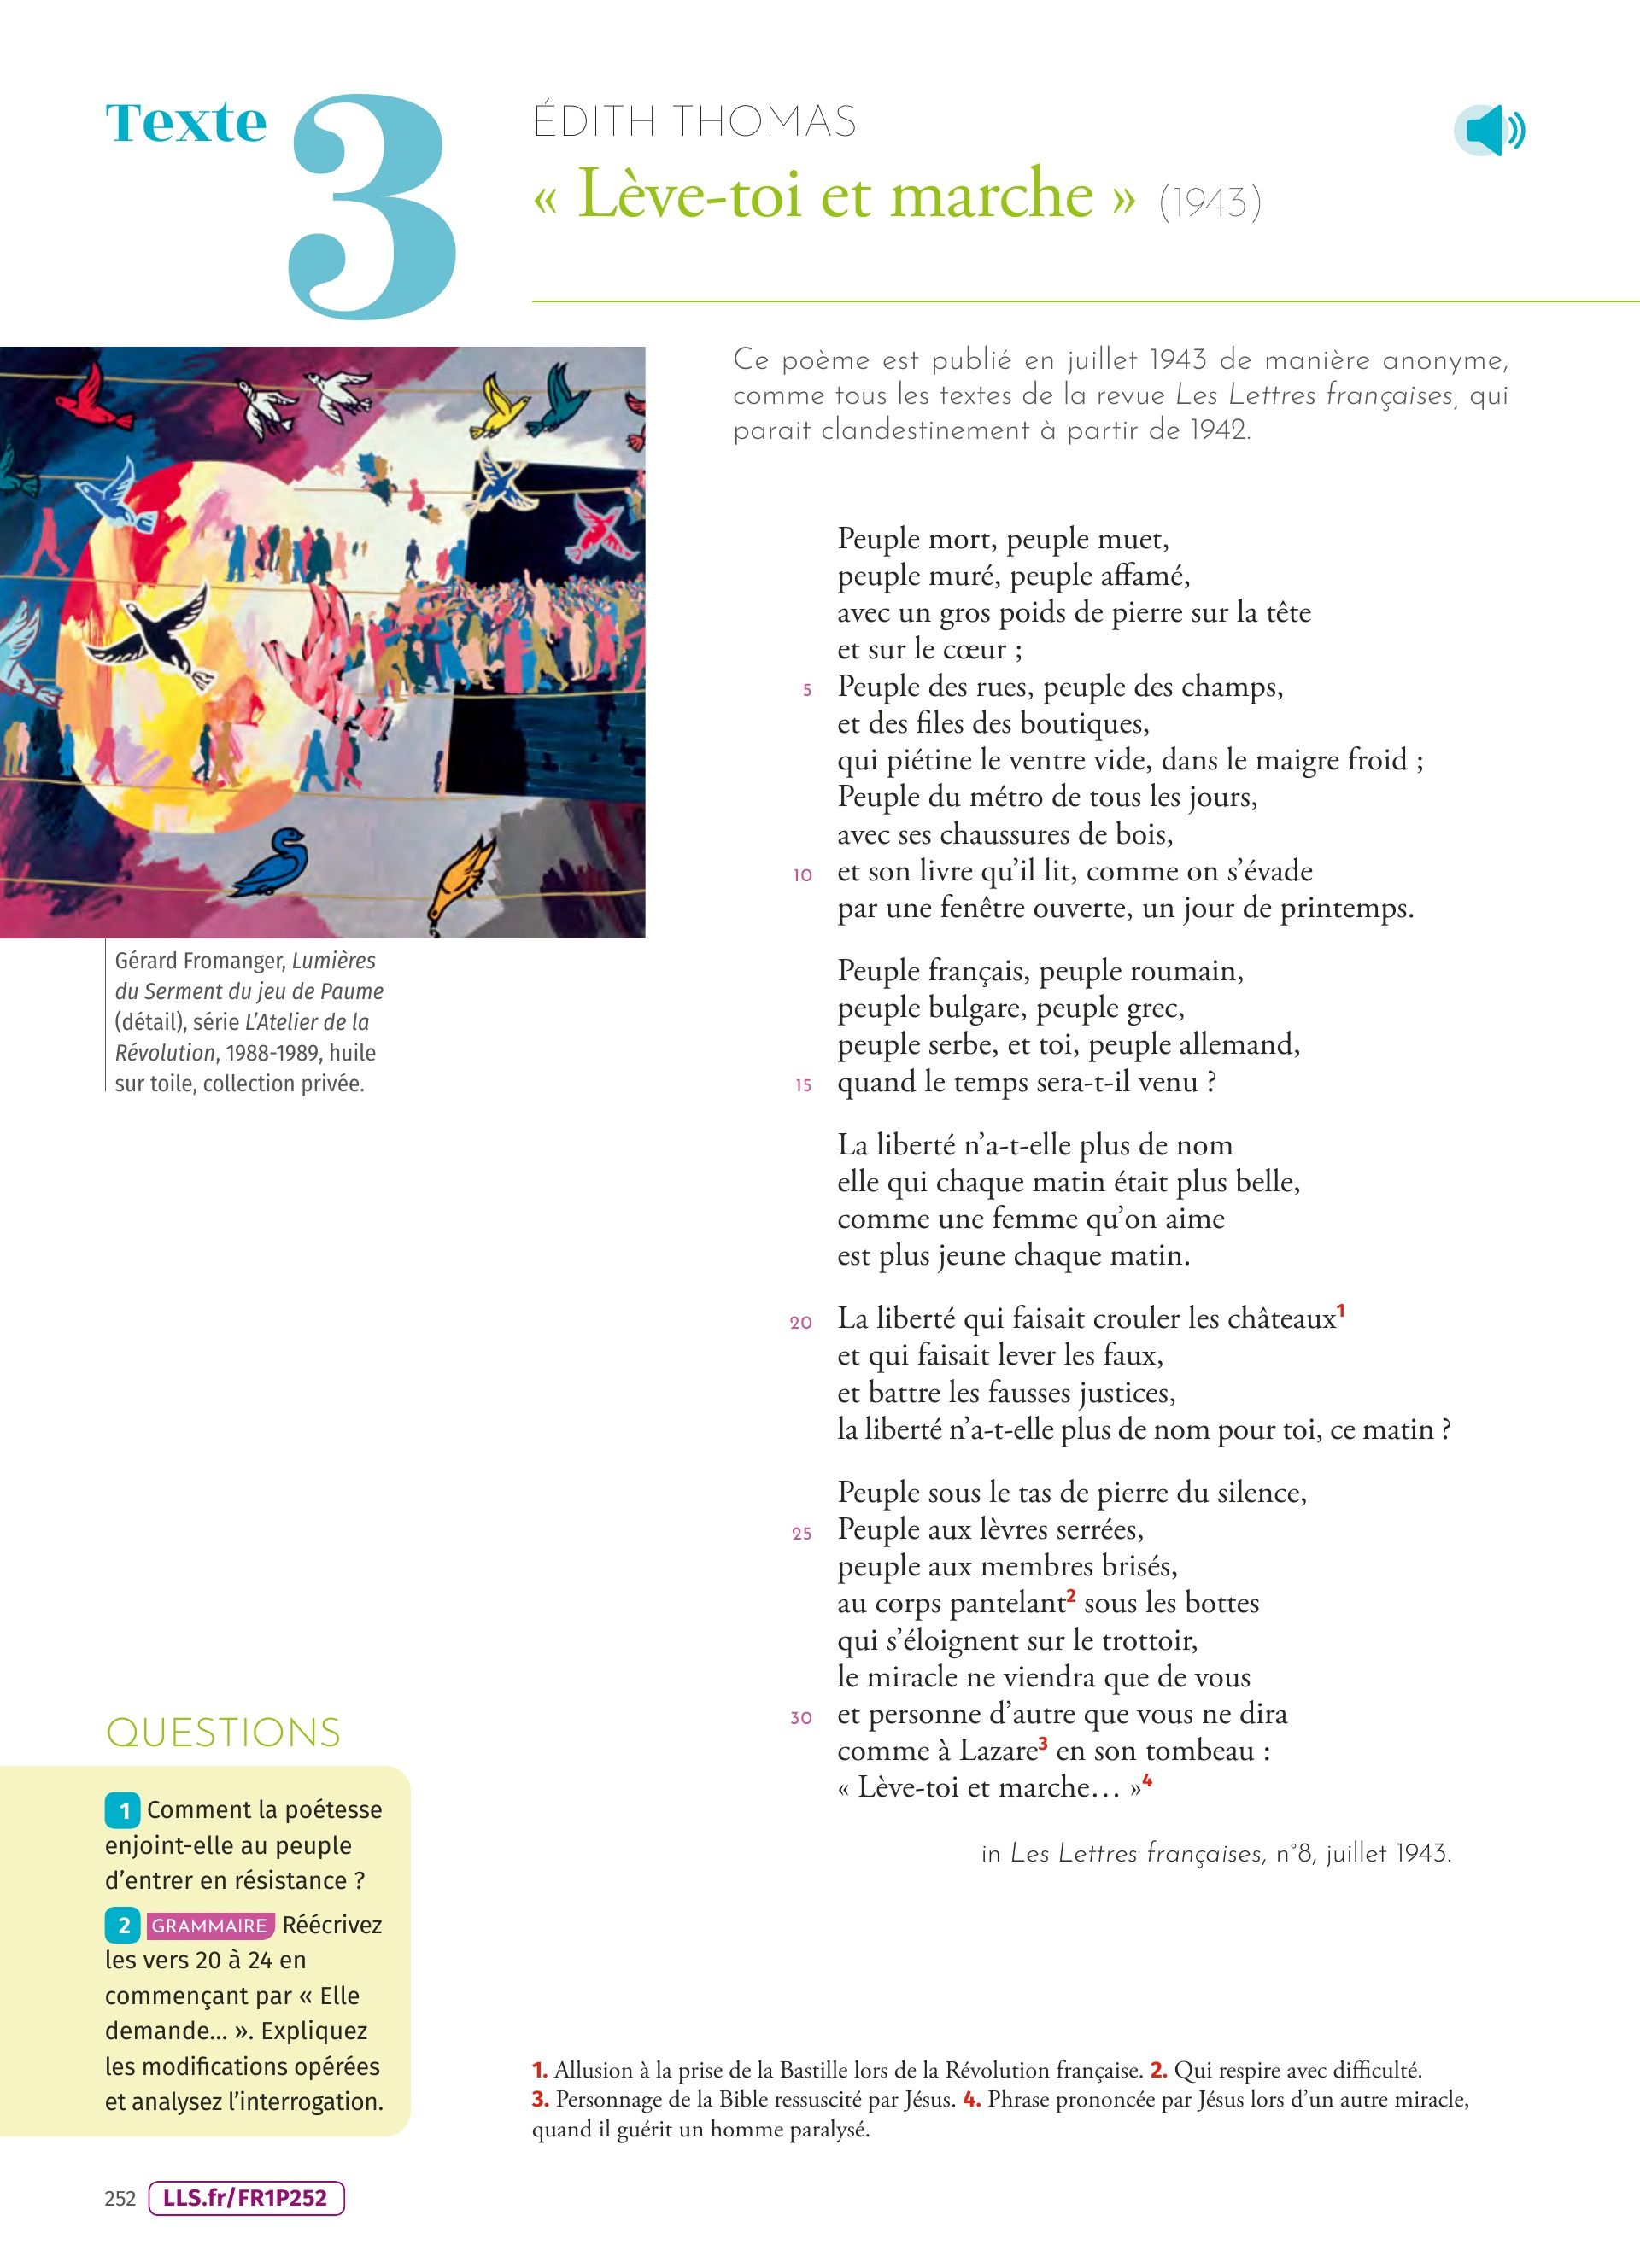 Texte 3
ÉDITH THOMAS
« Lève-toi et marche » (1943)
Ce poème est publié en juillet 1943 de manière anonyme,
comme tous les textes de la revue Les Lettres françaises, qui
parait clandestinement à partir de 1942.
Gérard Fromanger, Lumières
du Serment du jeu de Paume
(détail), série L’Atelier de la
Révolution, 1988-1989, huile
sur toile, collection privée.
Peuple mort, peuple muet,
peuple muré, peuple affamé,
avec un gros poids de pierre sur la tête
et sur le cœur ;
5 Peuple des rues, peuple des champs,
et des files des boutiques,
qui piétine le ventre vide, dans le maigre froid ;
Peuple du métro de tous les jours,
avec ses chaussures de bois,
10 et son livre qu’il lit, comme on s’évade
par une fenêtre ouverte, un jour de printemps.
Peuple français, peuple roumain,
peuple bulgare, peuple grec,
peuple serbe, et toi, peuple allemand,
15 quand le temps sera-t-il venu ?
La liberté n’a-t-elle plus de nom
elle qui chaque matin était plus belle,
comme une femme qu’on aime
est plus jeune chaque matin.
20 La liberté qui faisait crouler les châteaux1
et qui faisait lever les faux,
et battre les fausses justices,
la liberté n’a-t-elle plus de nom pour toi, ce matin ?
Peuple sous le tas de pierre du silence,
25 Peuple aux lèvres serrées,
peuple aux membres brisés,
au corps pantelant2 sous les bottes
qui s’éloignent sur le trottoir,
le miracle ne viendra que de vous
30 et personne d’autre que vous ne dira
comme à Lazare3 en son tombeau :
« Lève-toi et marche… »4
in Les Lettres françaises, n°8, juillet 1943.
QUESTIONS
1 Comment la poétesse
enjoint-elle au peuple
d’entrer en résistance ?
2 GRAMMAIRE Réécrivez
les vers 20 à 24 en
commençant par « Elle
demande… ». Expliquez
les modifications opérées
et analysez l’interrogation.
1. Allusion à la prise de la Bastille lors de la Révolution française. 2. Qui respire avec difficulté.
3. Personnage de la Bible ressuscité par Jésus. 4. Phrase prononcée par Jésus lors d’un autre miracle,
quand il guérit un homme paralysé.
252 LLS.fr/FR1P252